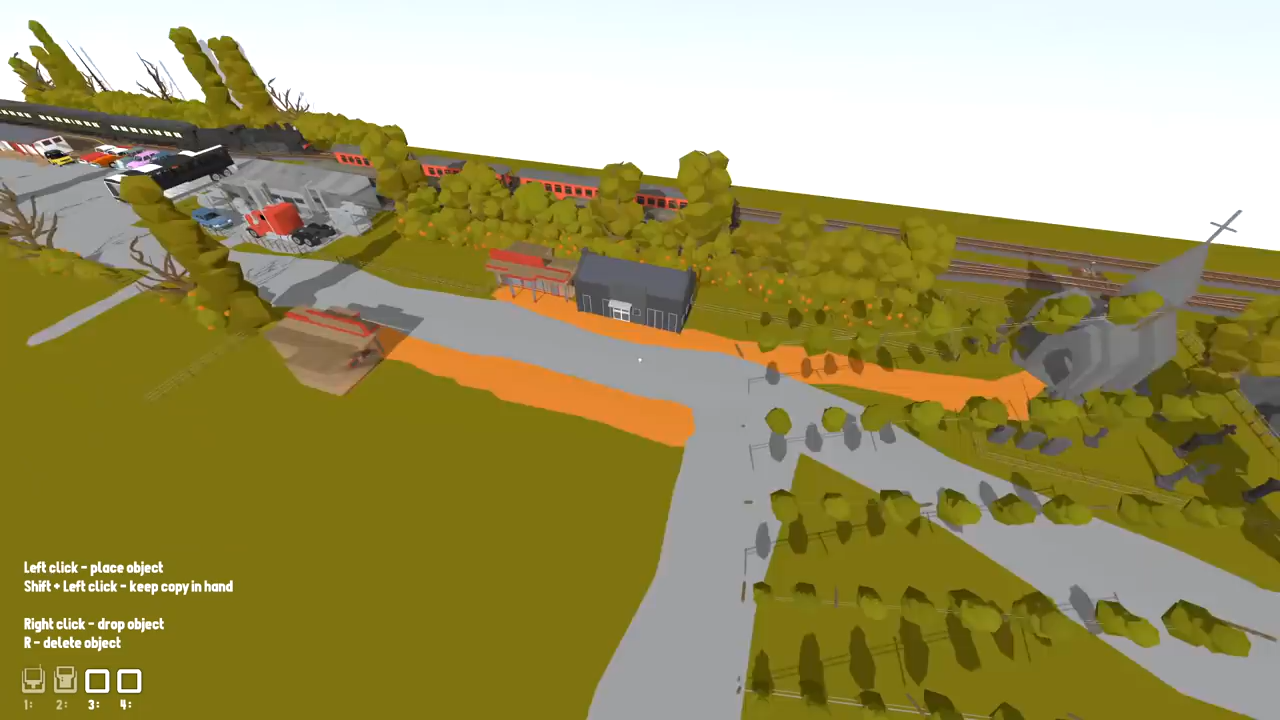 Left click - place object
Shift + Left click - keep copy in hand
Right click - drop object
R - delete object
1: 2: 3: 4: